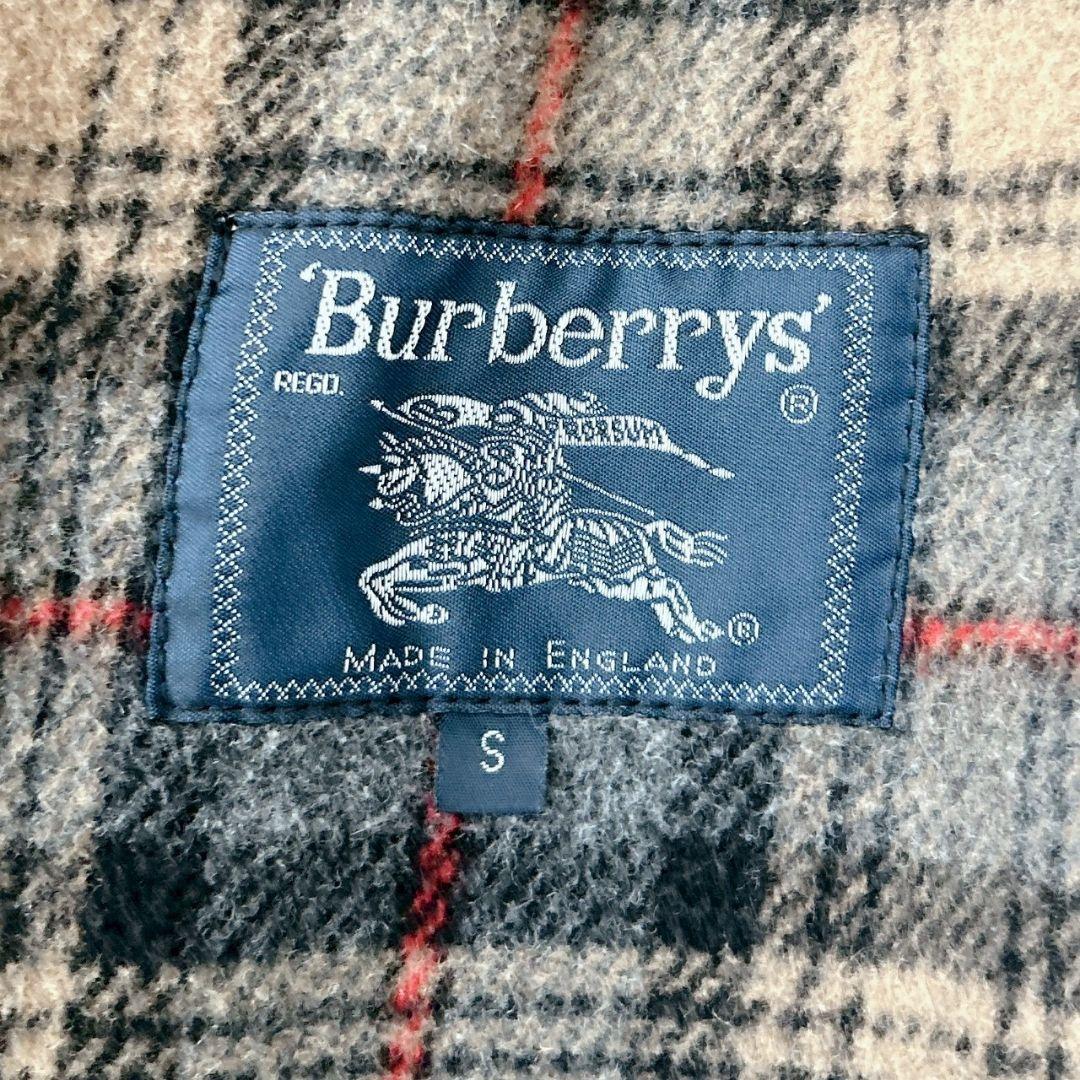 'Burberrys'
REGD. ®
®
MADE IN ENGLAND
S